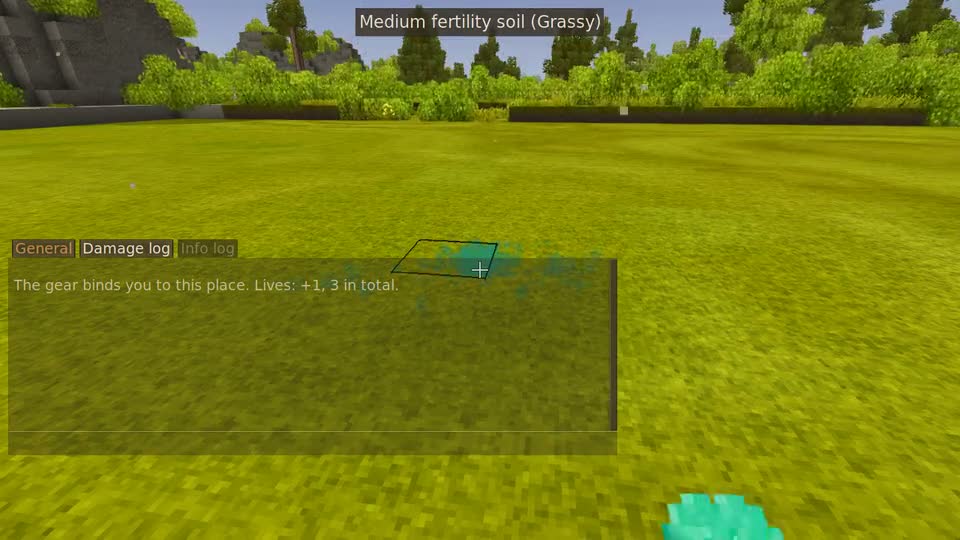 Medium fertility soil (Grassy)
General Damage log Info log
The gear binds you to this place. Lives: +1, 3 in total.